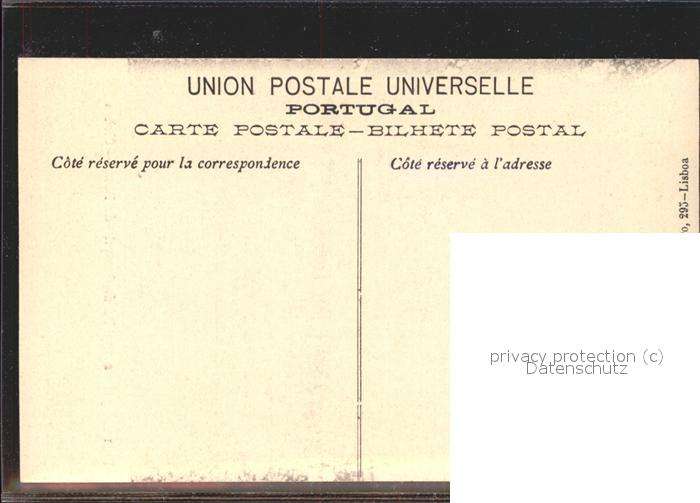 UNION POSTALE UNIVERSELLE
PORTUGAL
CARTE POSTALE—BILHETE POSTAL
Côté réservé pour la correspondence
Côté réservé à l'adresse
295—Lisboa
privacy protection (c)
Datenschutz